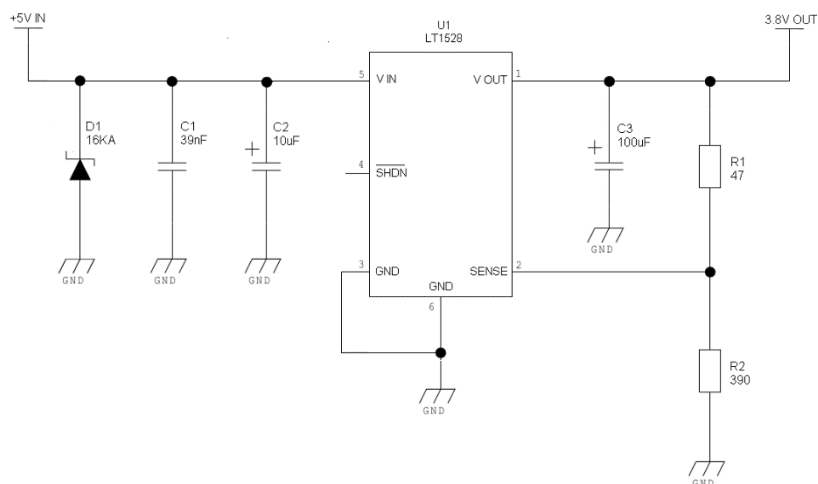 +5V IN
U1
LT1528
3.8V OUT
5
V IN
V OUT
1
D1
16KA
C1
39nF
C2
10uF
C3
100uF
4
SHDN
R1
47
3
GND
SENSE
2
GND
6
GND
GND
GND
GND
R2
390
GND
GND